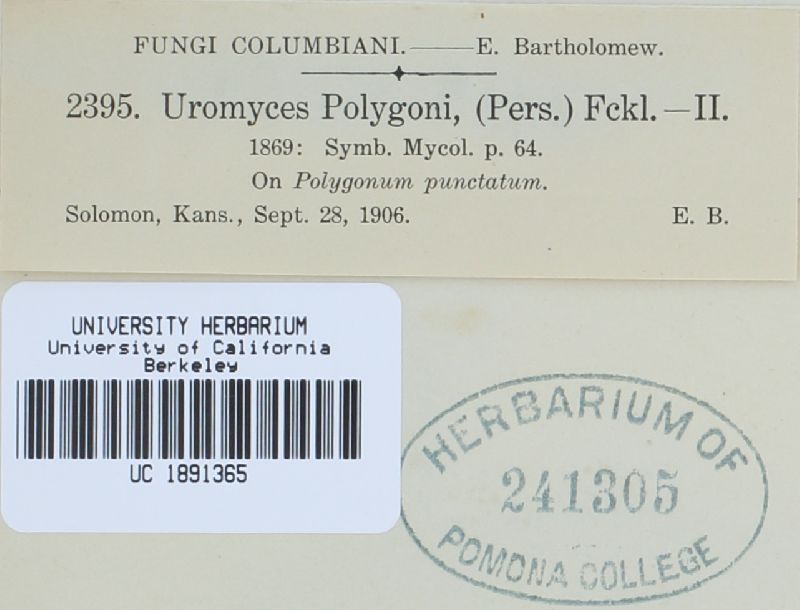 FUNGI COLUMBIANI.——E. Bartholomew.
2395. Uromyces Polygoni, (Pers.) Fckl.—II.
1869: Symb. Mycol. p. 64.
On Polygonum punctatum.
Solomon, Kans., Sept. 28, 1906. E. B.
UNIVERSITY HERBARIUM
University of California
Berkeley
UC 1891365
HERBARIUM OF
241305
POMONA COLLEGE